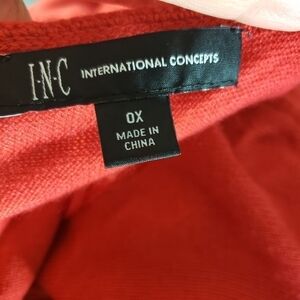 I·N·C INTERNATIONAL CONCEPTS
0X
MADE IN
CHINA